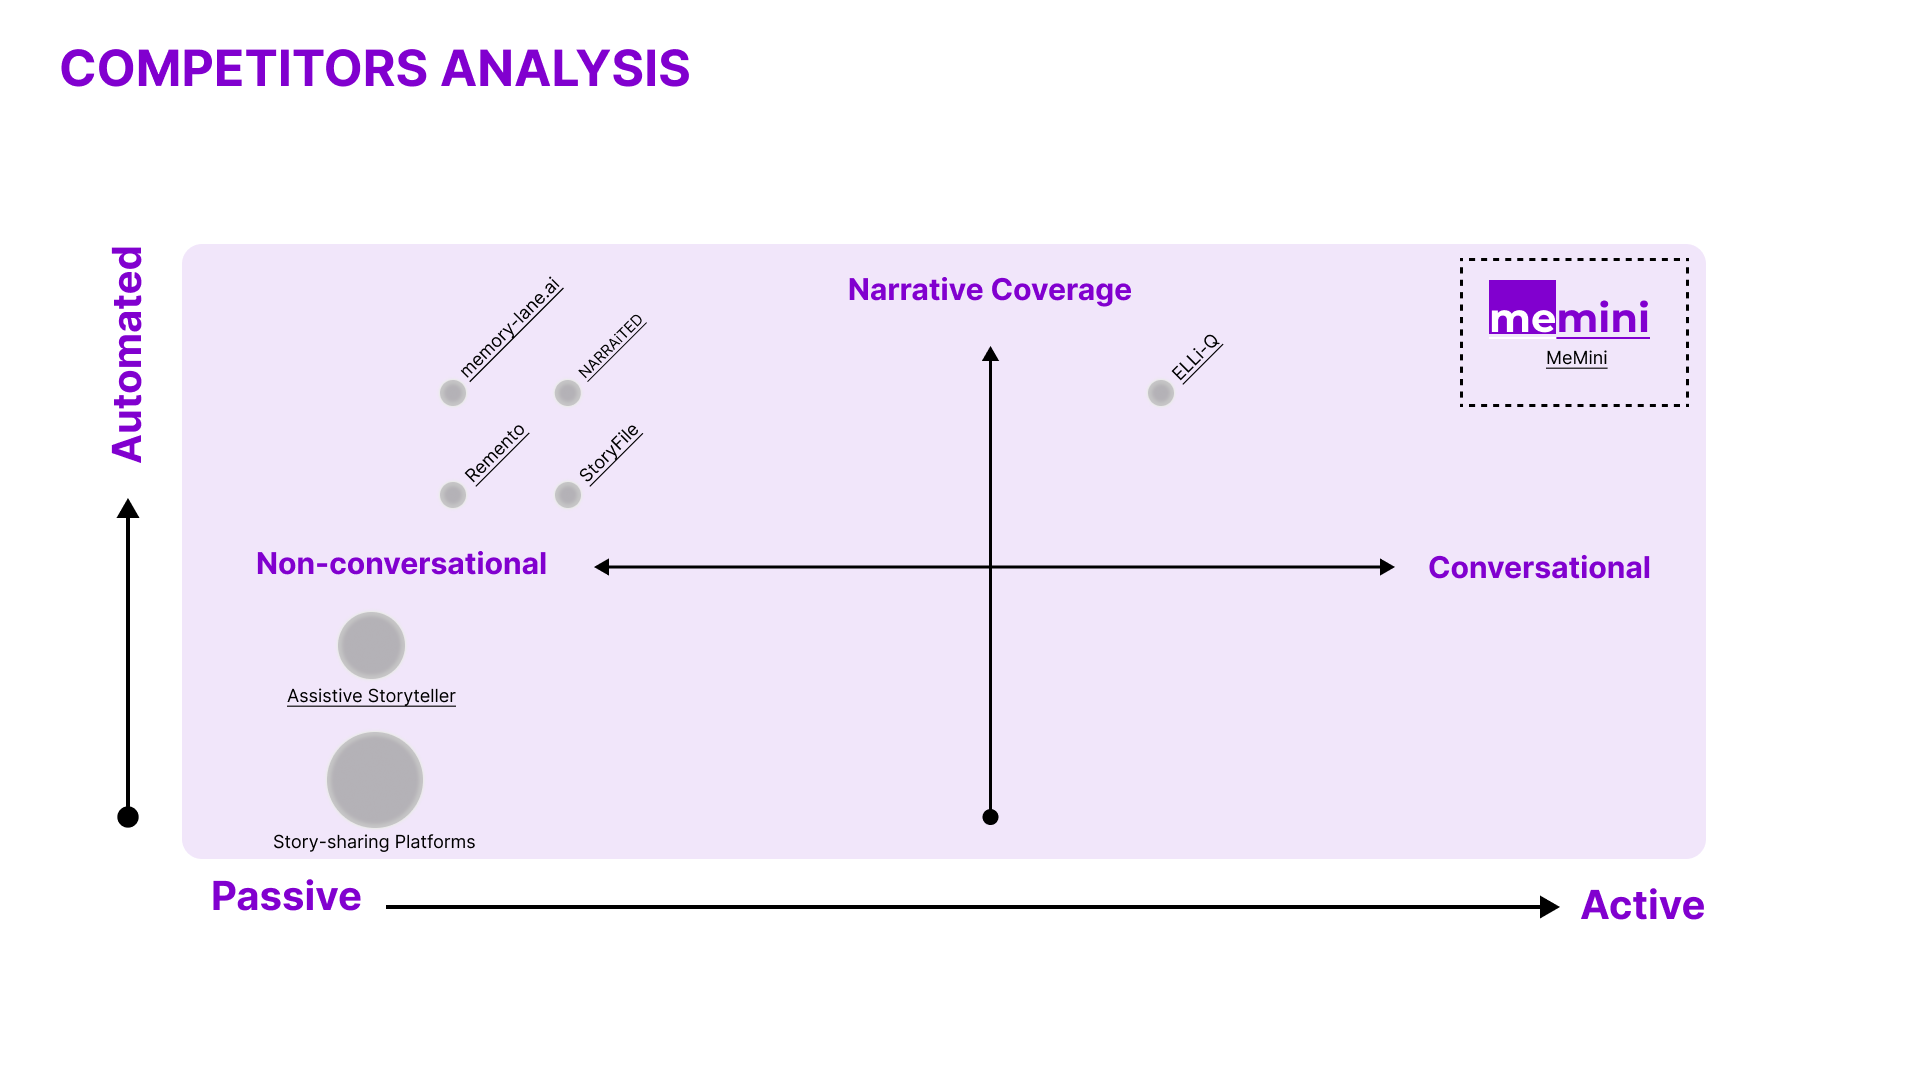 COMPETITORS ANALYSIS
Automated
Narrative Coverage
memini
MeMini
memory-lane.ai
NARRAiTED
ELLi-Q
Remento
StoryFile
Non-conversational
Conversational
Assistive Storyteller
Story-sharing Platforms
Passive
Active